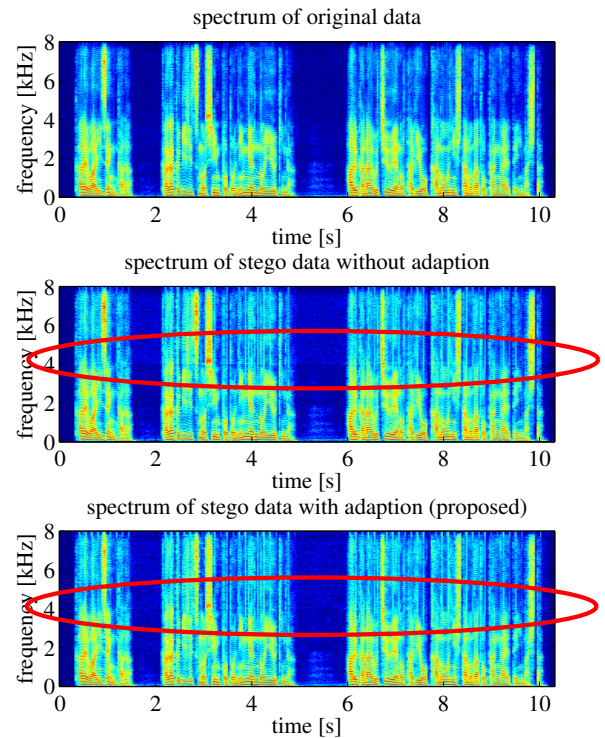 spectrum of original data
frequency [kHz]
8
6
4
2
0
0 2 4 6 8 10
time [s]
spectrum of stego data without adaption
frequency [kHz]
8
6
4
2
0
0 2 4 6 8 10
time [s]
spectrum of stego data with adaption (proposed)
frequency [kHz]
8
6
4
2
0
0 2 4 6 8 10
time [s]